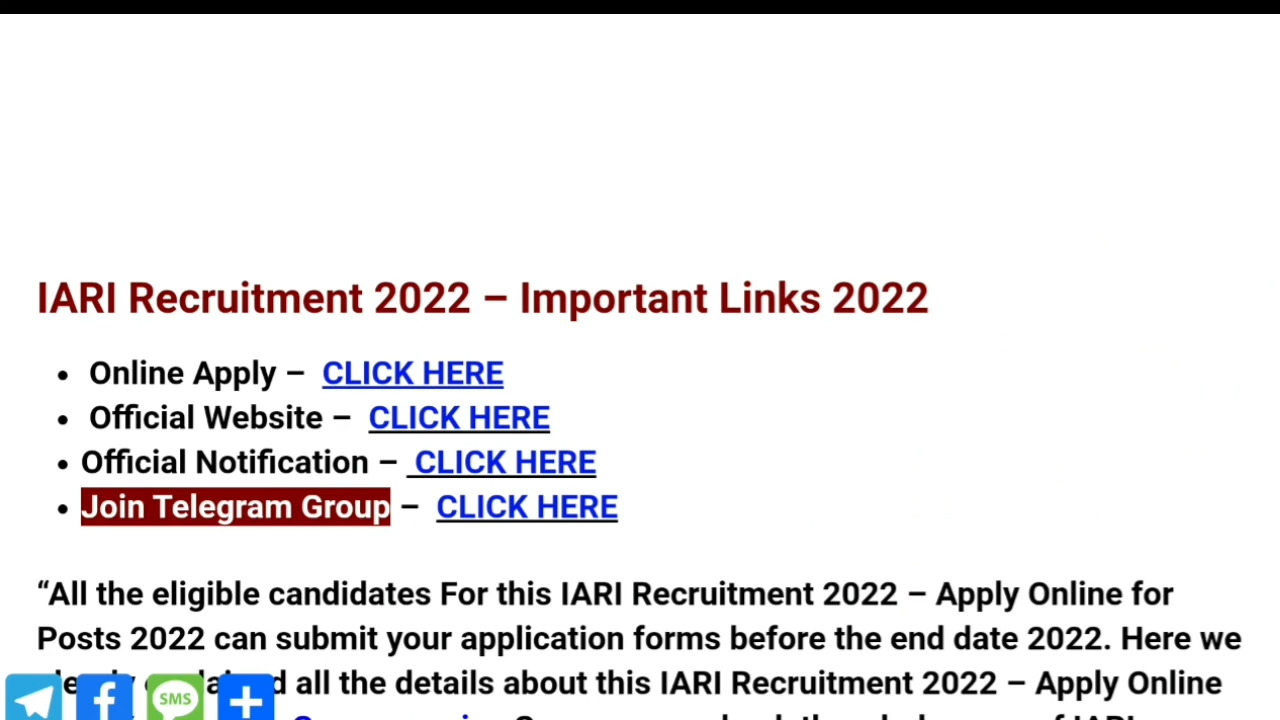 IARI Recruitment 2022 – Important Links 2022
Online Apply – CLICK HERE
Official Website – CLICK HERE
Official Notification – CLICK HERE
Join Telegram Group – CLICK HERE
“All the eligible candidates For this IARI Recruitment 2022 – Apply Online for
Posts 2022 can submit your application forms before the end date 2022. Here we
all the details about this IARI Recruitment 2022 – Apply Online
SMS